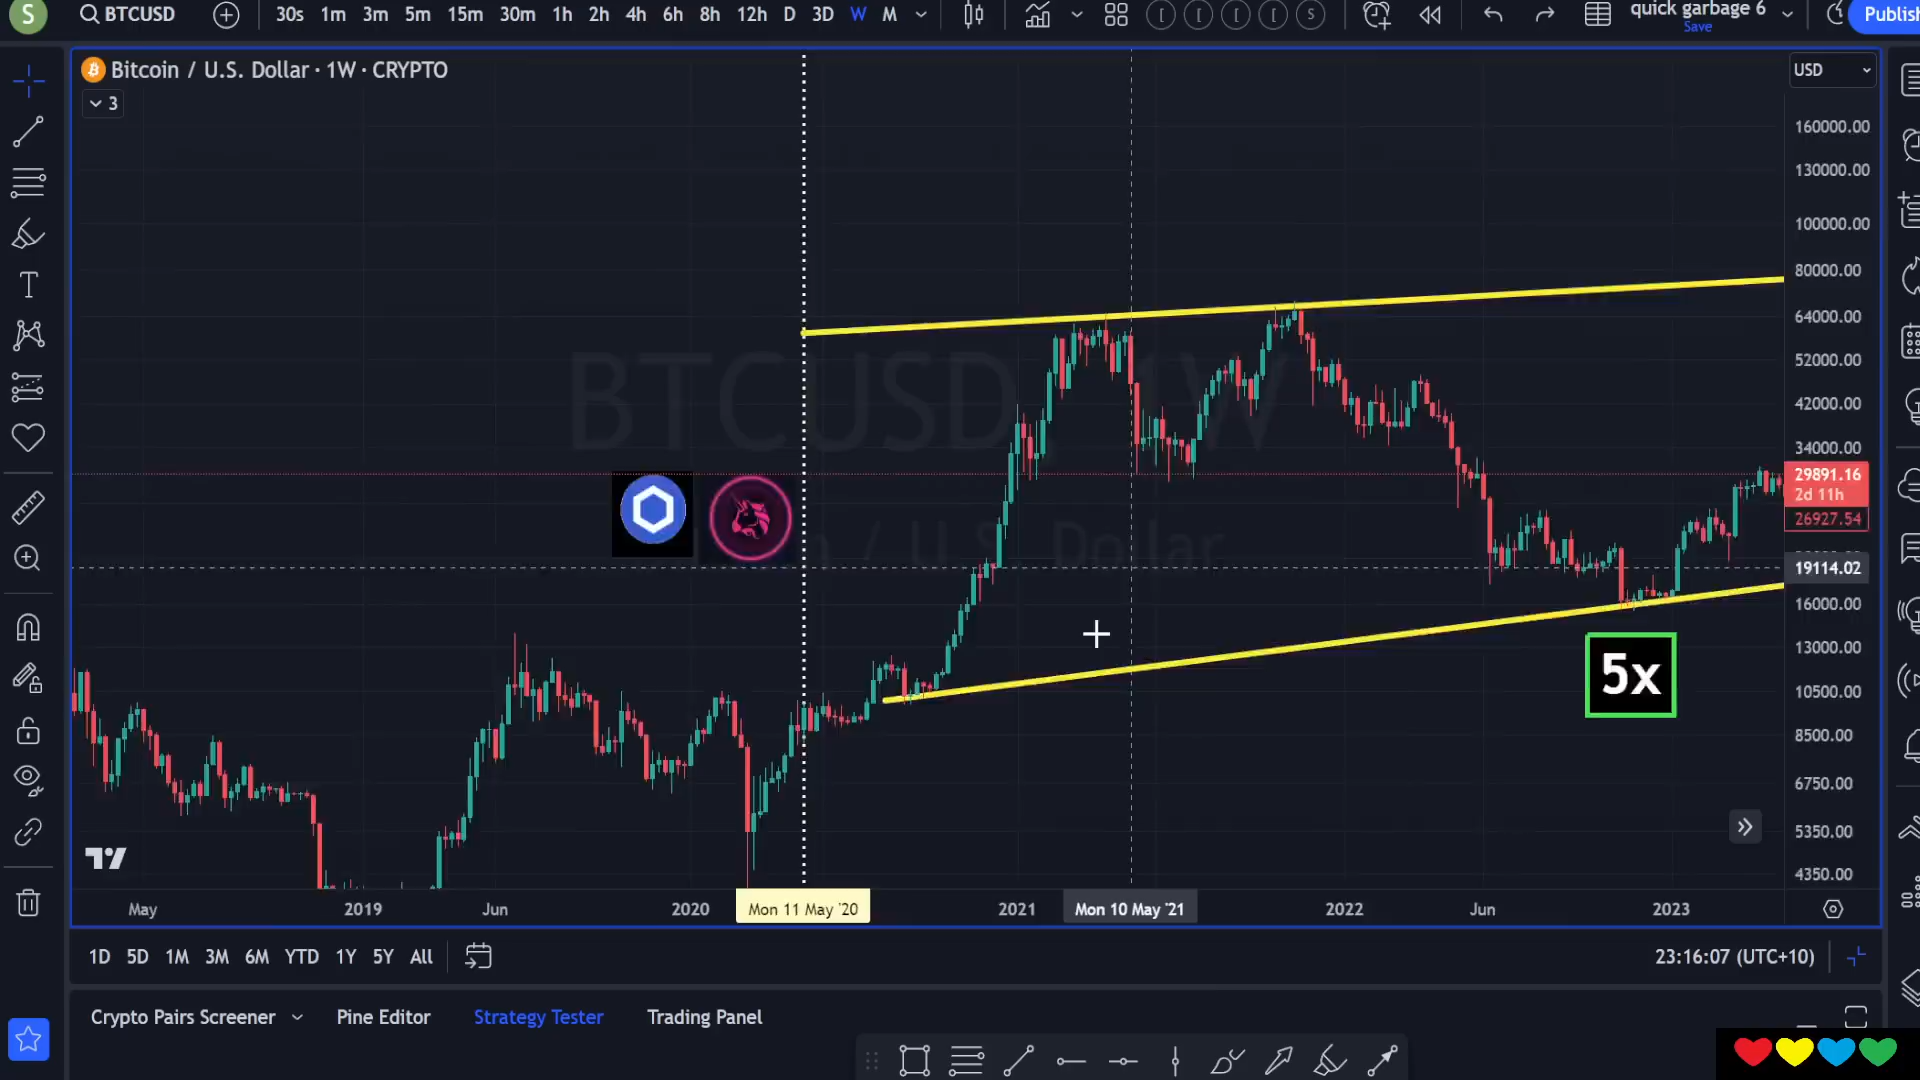 S
BTCUSD
30s 1m 3m 5m 15m 30m 1h 2h 4h 6h 8h 12h D 3D W M
[ [ [ [ S
quick garbage 6
Save
Publish
Bitcoin / U.S. Dollar · 1W · CRYPTO
3
USD
160000.00
130000.00
100000.00
80000.00
64000.00
52000.00
42000.00
34000.00
29891.16
2d 11h
26927.54
19114.02
16000.00
13000.00
10500.00
8500.00
6750.00
5350.00
4350.00
BTCUSD, 1W
/ U.S. Dollar
5x
May 2019 Jun 2020 Mon 11 May '20 2021 Mon 10 May '21 2022 Jun 2023
1D 5D 1M 3M 6M YTD 1Y 5Y All
23:16:07 (UTC+10)
Crypto Pairs Screener Pine Editor Strategy Tester Trading Panel